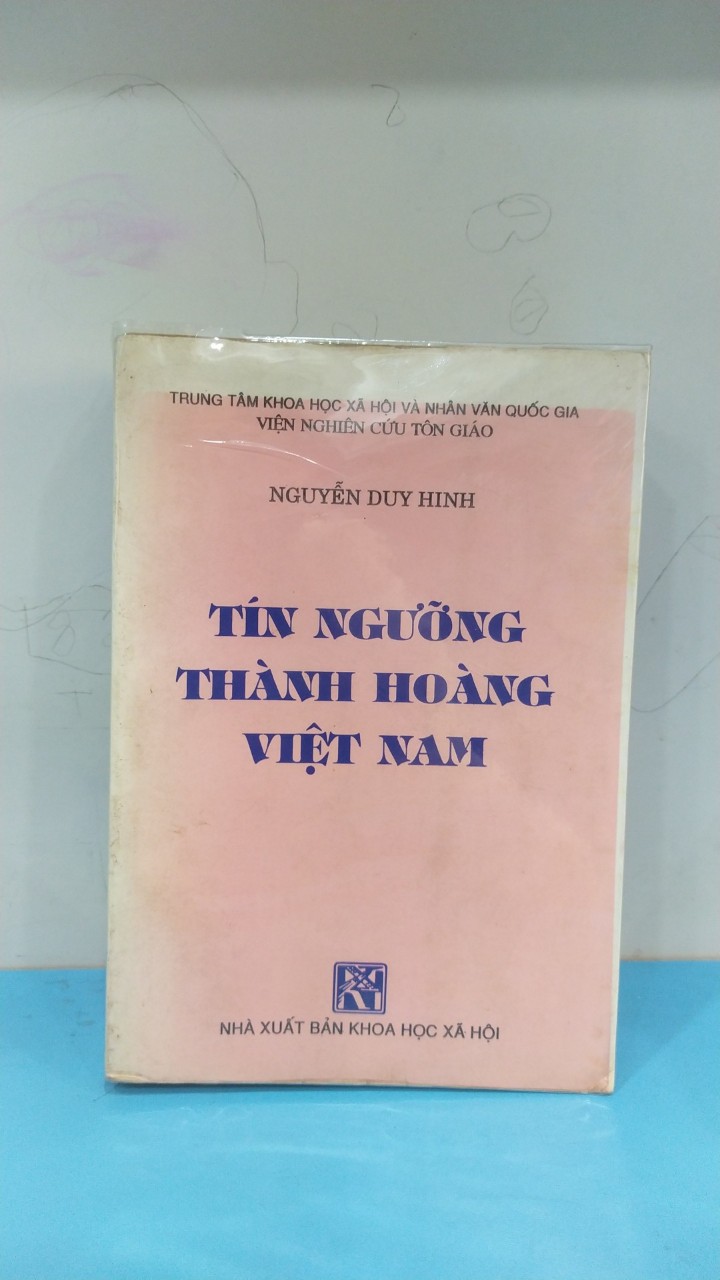 TRUNG TÂM KHOA HỌC XÃ HỘI VÀ NHÂN VĂN QUỐC GIA
VIỆN NGHIÊN CỨU TÔN GIÁO
NGUYỄN DUY HINH
TÍN NGƯỠNG
THÀNH HOÀNG
VIỆT NAM
NHÀ XUẤT BẢN KHOA HỌC XÃ HỘI